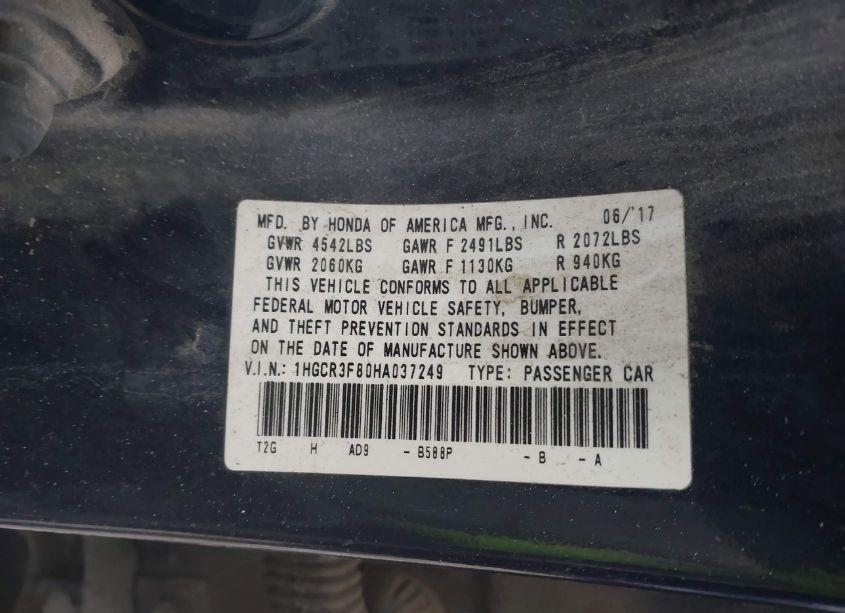 MFD. BY HONDA OF AMERICA MFG., INC. 06/'17
GVWR 4542LBS GAWR F 2491LBS R 2072LBS
GVWR 2060KG GAWR F 1130KG R 940KG
THIS VEHICLE CONFORMS TO ALL APPLICABLE
FEDERAL MOTOR VEHICLE SAFETY, BUMPER,
AND THEFT PREVENTION STANDARDS IN EFFECT
ON THE DATE OF MANUFACTURE SHOWN ABOVE.
V.I.N.: 1HGCR3F80HA037249 TYPE: PASSENGER CAR
T2G H AD9 - B588P - B - A